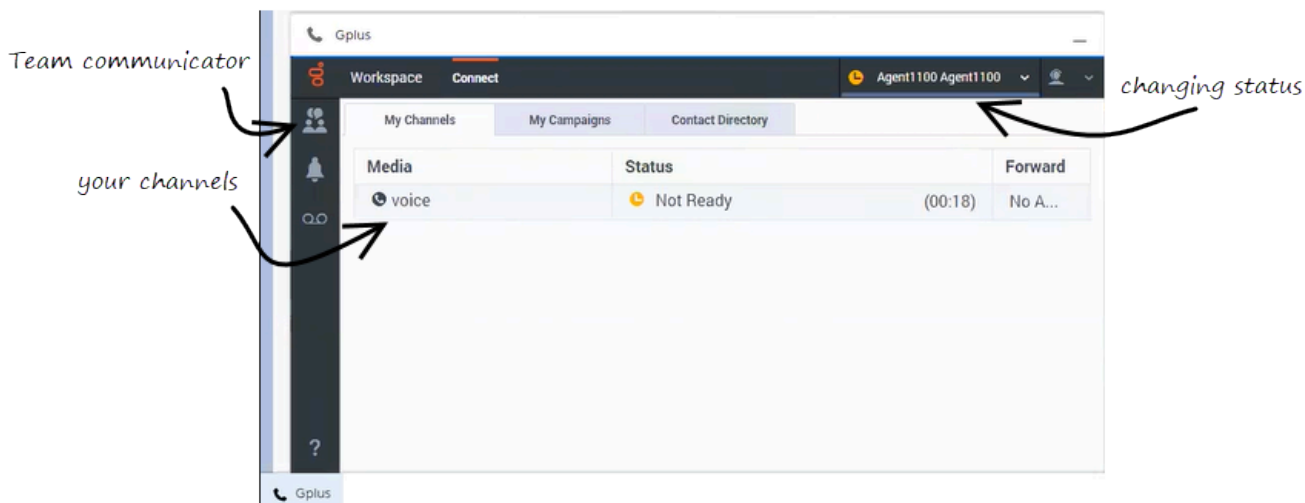 Gplus
Team communicator
Workspace Connect Agent1100 Agent1100
changing status
My Channels My Campaigns Contact Directory
Media Status Forward
your channels
voice Not Ready (00:18) No A...
?
Gplus